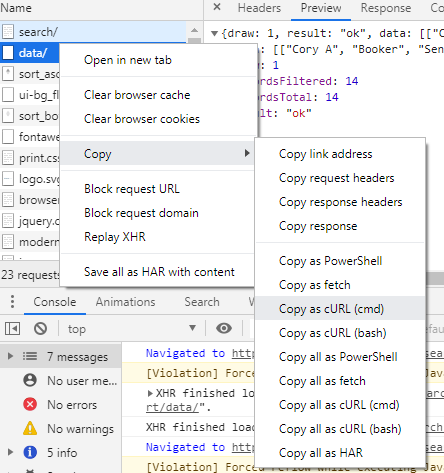 Name
Headers
Preview
Response
search/
data/
sort_asc
ui-bg_fl
sort_bo
fontawe
print.css
logo.svg
browser
jquery.c
modern
{draw: 1, result: "ok", data: [["C
[["Cory A", "Booker", "Sen
1
ordsFiltered: 14
ordsTotal: 14
ult: "ok"
Open in new tab
Clear browser cache
Clear browser cookies
Copy
Block request URL
Block request domain
Replay XHR
Save all as HAR with content
Copy link address
Copy request headers
Copy response headers
Copy response
Copy as PowerShell
Copy as fetch
Copy as cURL (cmd)
Copy as cURL (bash)
Copy all as PowerShell
Copy all as fetch
Copy all as cURL (cmd)
Copy all as cURL (bash)
Copy all as HAR
23 requests
Console
Animations
Search
top
efau
7 messages
No user me...
No errors
No warnings
5 info
Navigated to http
[Violation] Forced
XHR finished loa
rt/data/".
XHR finished load
Navigated to http
[Violation] Forced reflow while executing Java